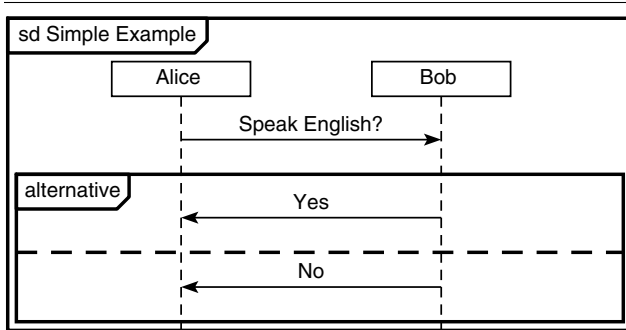 sd Simple Example
Alice
Bob
Speak English?
alternative
Yes
No